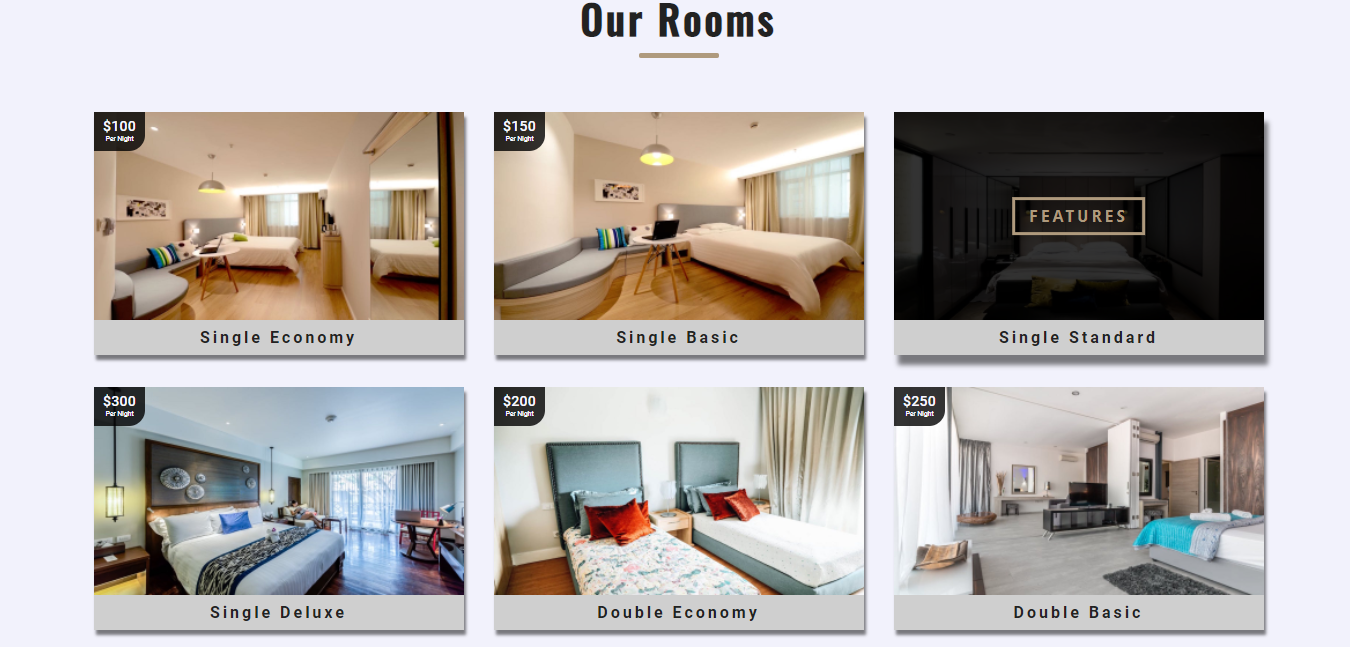 Our Rooms
$100
Per Night
$150
Per Night
FEATURES
Single Economy
Single Basic
Single Standard
$300
Per Night
$200
Per Night
$250
Per Night
Single Deluxe
Double Economy
Double Basic